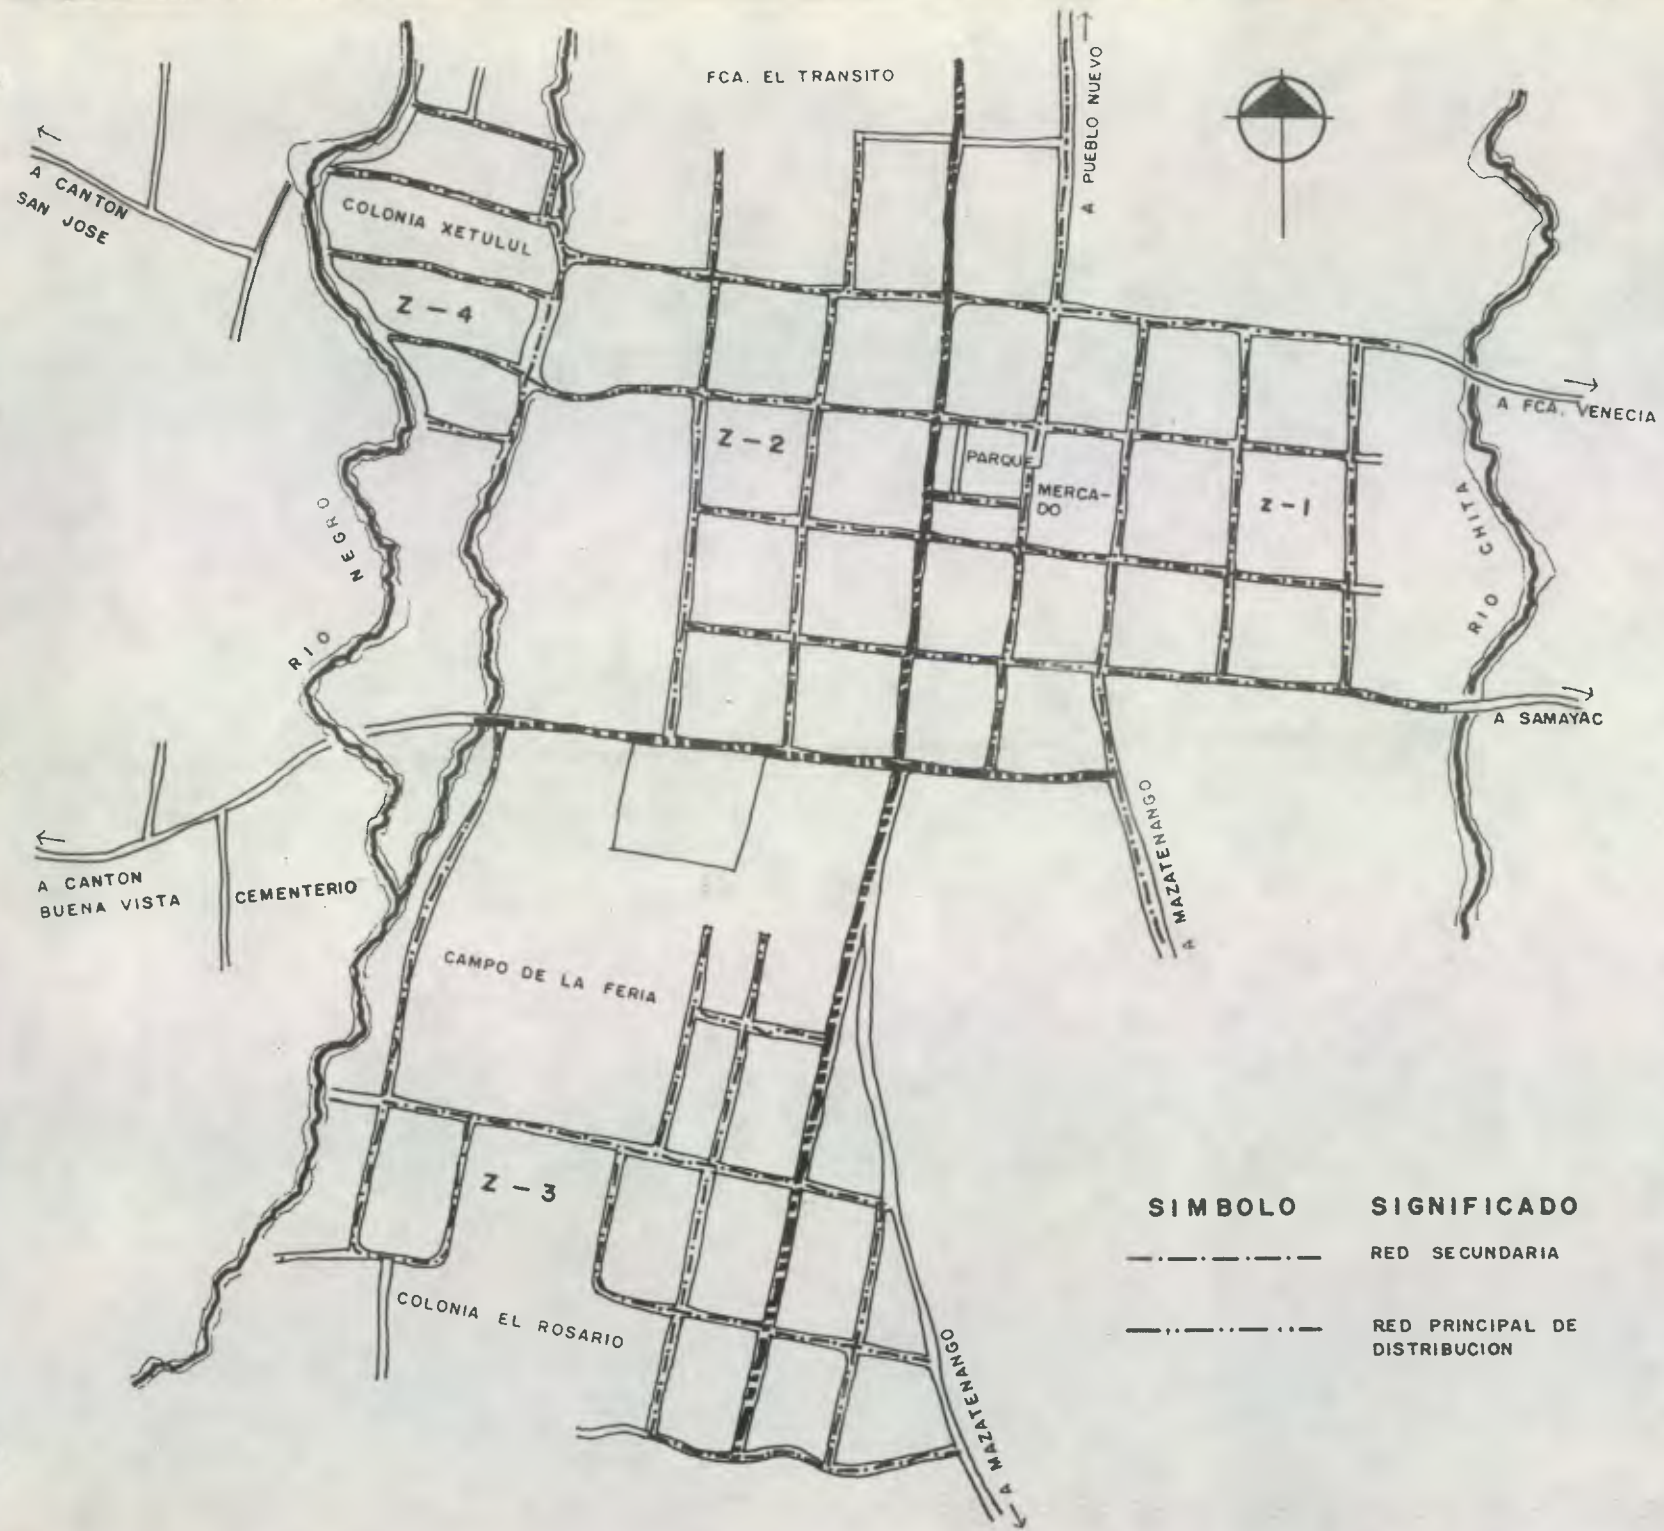 FCA. EL TRANSITO
A PUEBLO NUEVO
A CANTON
SAN JOSE
COLONIA XETULUL
Z-4
A FCA. VENECIA
Z-2
PARQUE
MERCA-
DO
Z-1
RIO NEGRO
RIO CHITA
A SAMAYAC
A MAZATENANGO
A CANTON
BUENA VISTA
CEMENTERIO
CAMPO DE LA FERIA
Z-3
SIMBOLO SIGNIFICADO
RED SECUNDARIA
RED PRINCIPAL DE
DISTRIBUCION
COLONIA EL ROSARIO
A MAZATENANGO